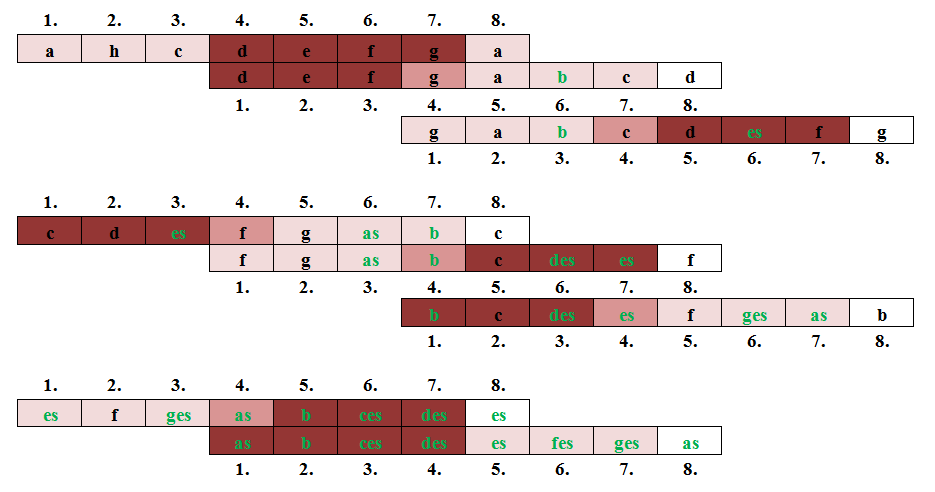 1. 2. 3. 4. 5. 6. 7. 8.
a h c d e f g a
d e f g a b c d
1. 2. 3. 4. 5. 6. 7. 8.
g a b c d es f g
1. 2. 3. 4. 5. 6. 7. 8.
1. 2. 3. 4. 5. 6. 7. 8.
c d es f g as b c
f g as b c des es f
1. 2. 3. 4. 5. 6. 7. 8.
b c des es f ges as b
1. 2. 3. 4. 5. 6. 7. 8.
1. 2. 3. 4. 5. 6. 7. 8.
es f ges as b ces des es
as b ces des es fes ges as
1. 2. 3. 4. 5. 6. 7. 8.